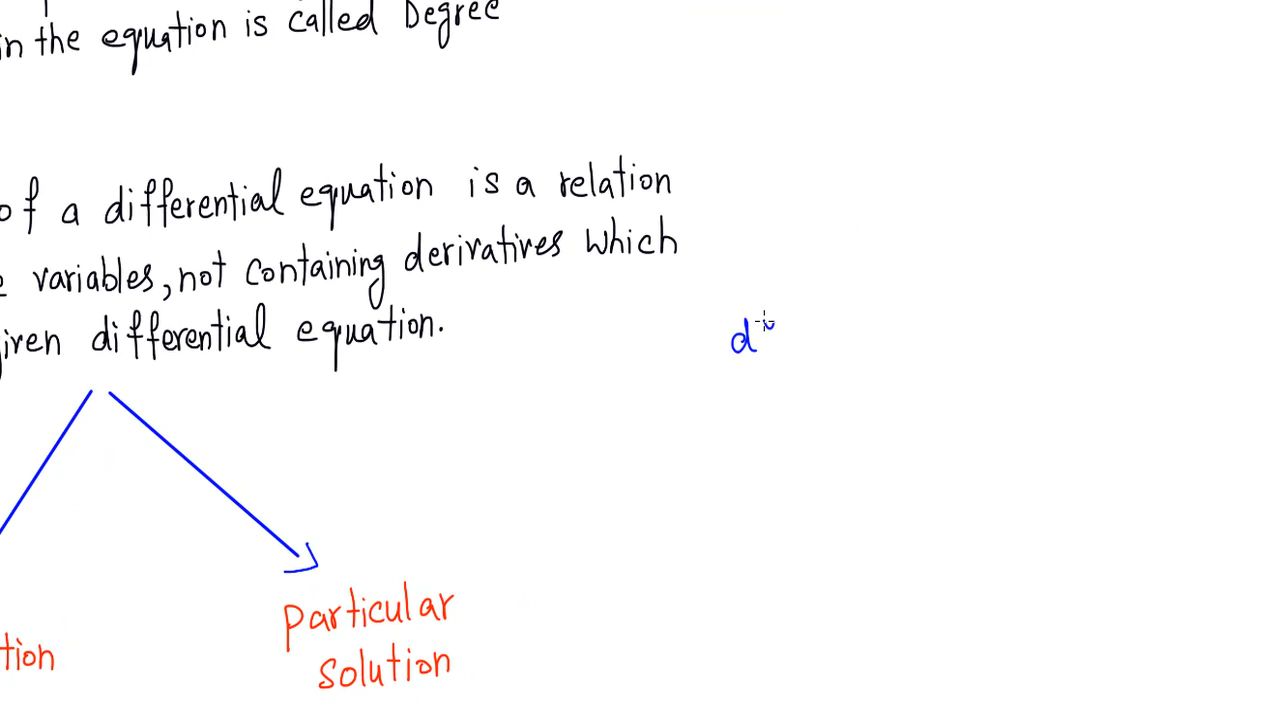 in the equation is called Degree
of a differential equation is a relation
variables, not containing derivatives which
differential equation.
d
Particular
solution